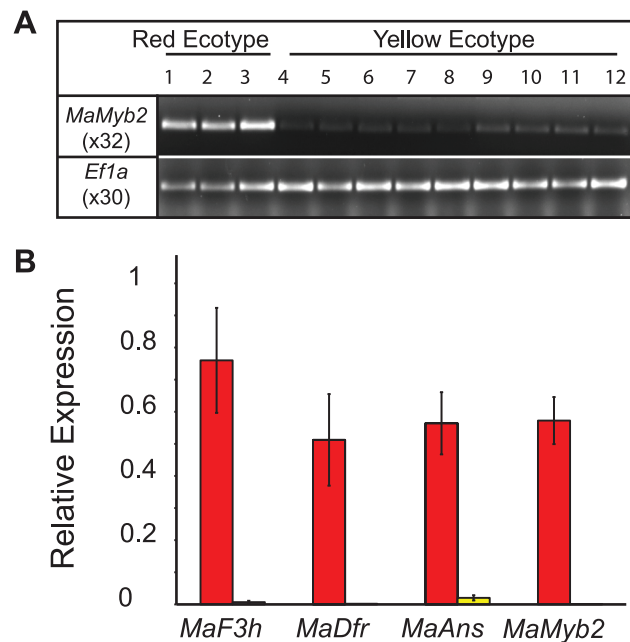 A
Red Ecotype Yellow Ecotype
1 2 3 4 5 6 7 8 9 10 11 12
MaMyb2
(x32)
Ef1a
(x30)
B
Relative Expression
1
0.8
0.6
0.4
0.2
0
MaF3h MaDfr MaAns MaMyb2